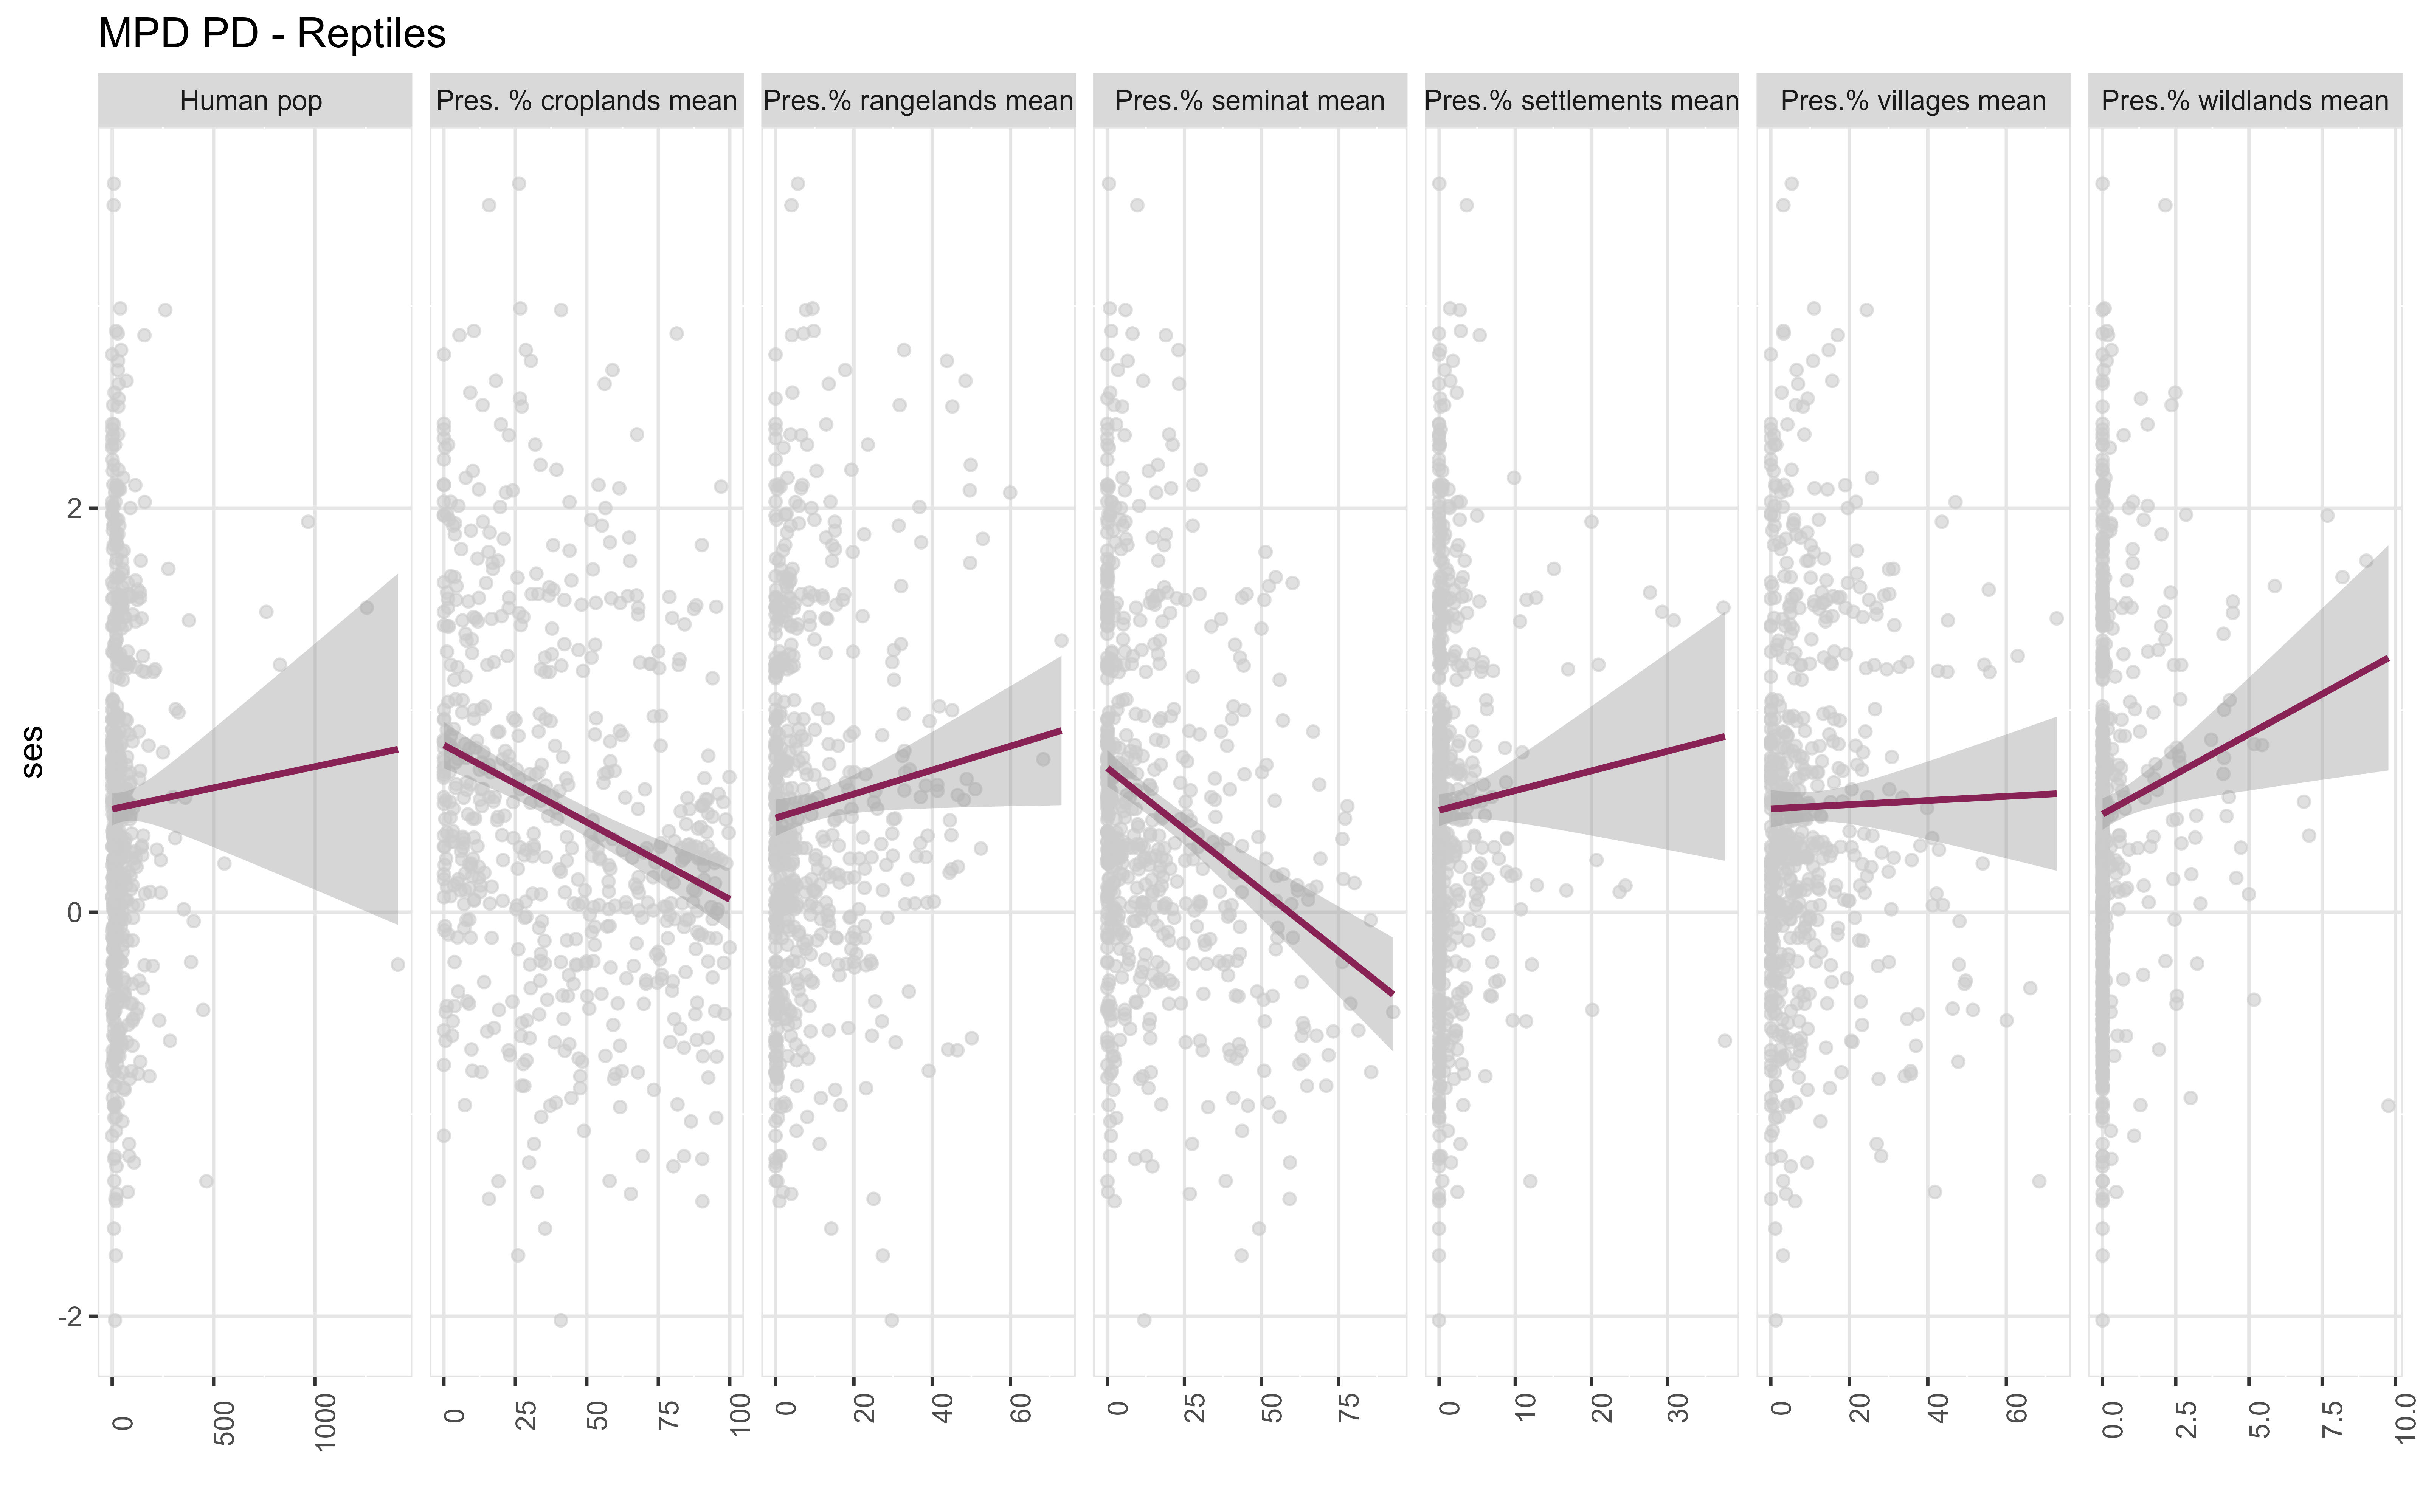 MPD PD - Reptiles
Human pop
Pres. % croplands mean
Pres.% rangelands mean
Pres.% seminat mean
Pres.% settlements mean
Pres.% villages mean
Pres.% wildlands mean
ses
2
0
-2
0 500 1000
0 25 50 75 100
0 20 40 60
0 25 50 75
0 10 20 30
0 20 40 60
0.0 2.5 5.0 7.5 10.0